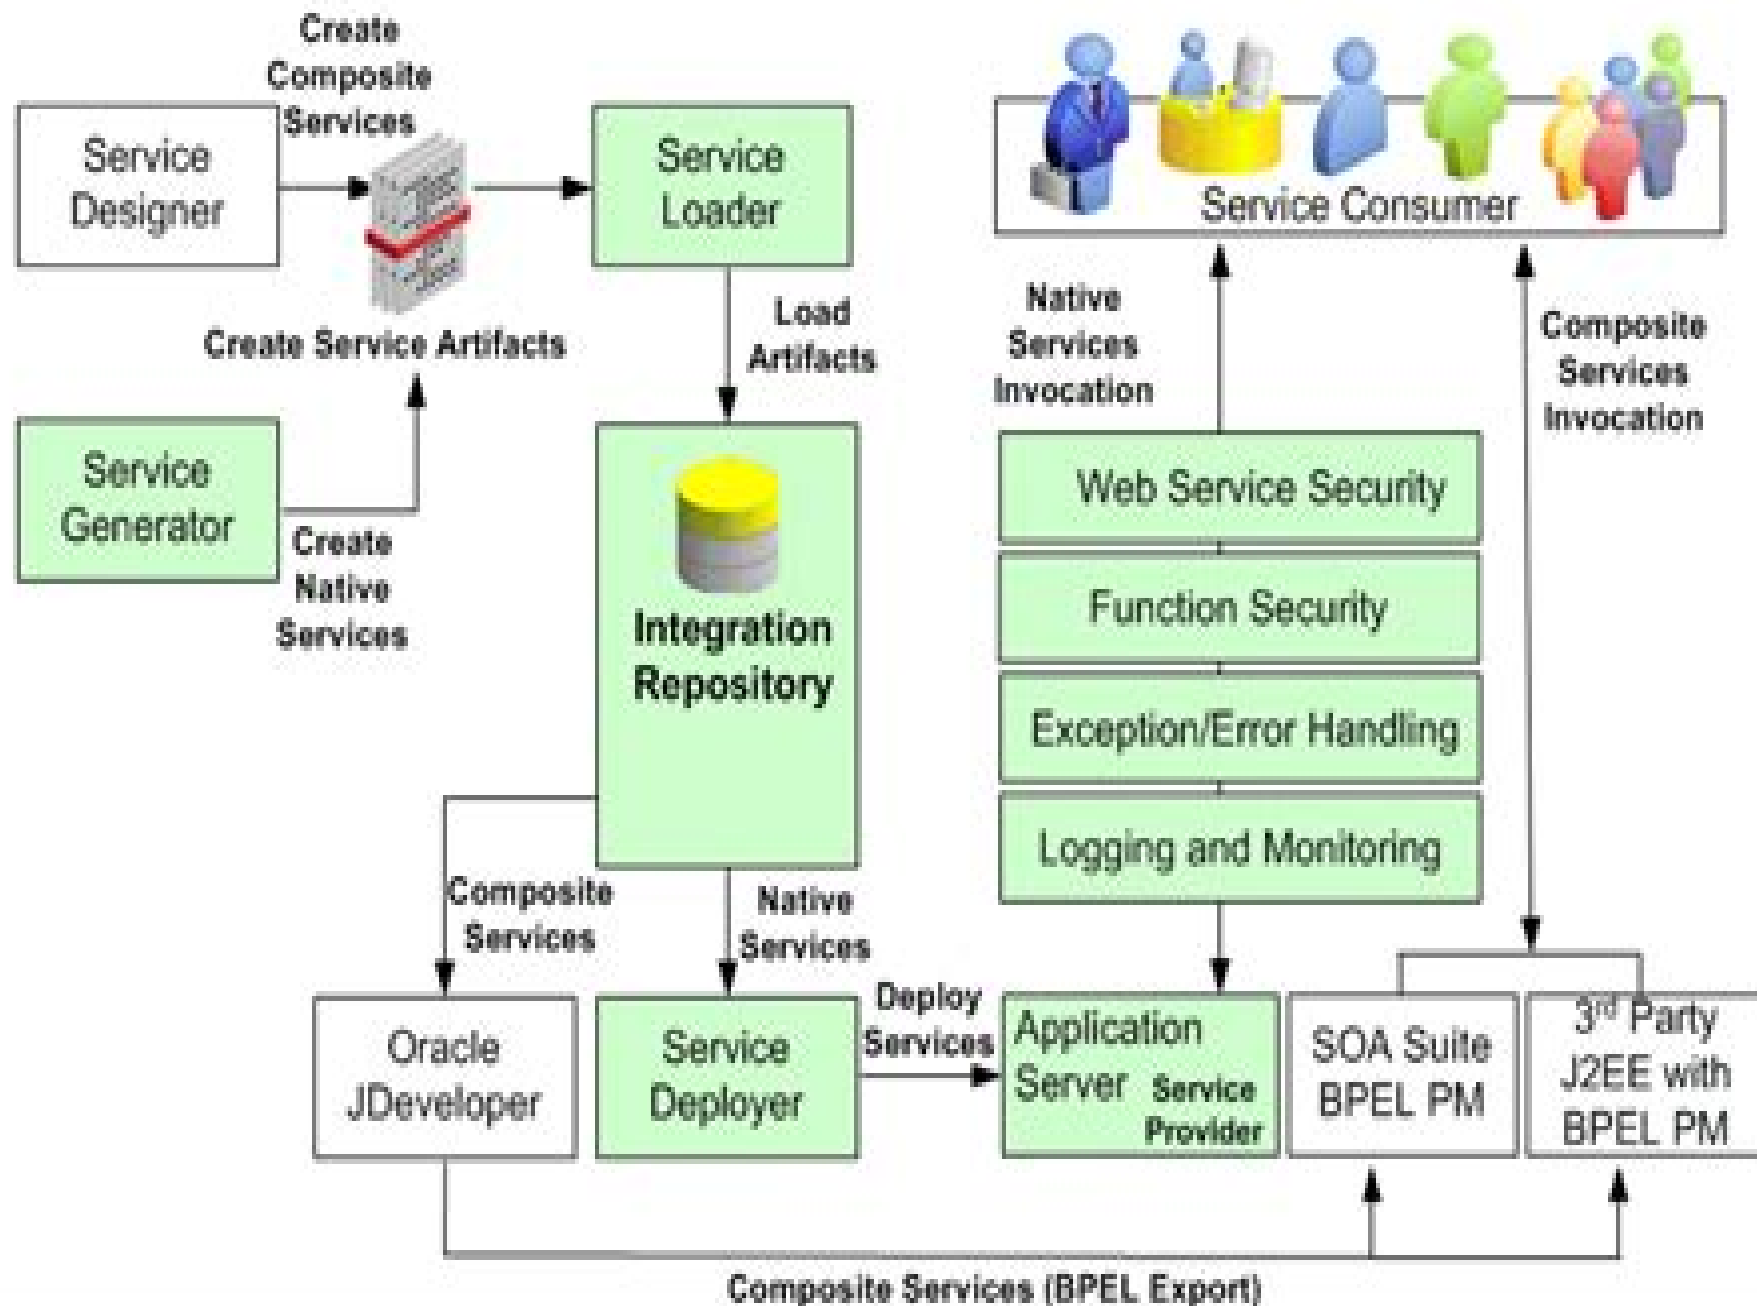 Create
Composite
Services
Service
Designer
Service
Loader
Service Consumer
Create Service Artifacts
Load
Artifacts
Native
Services
Invocation
Composite
Services
Invocation
Service
Generator
Create
Native
Services
Integration
Repository
Web Service Security
Function Security
Exception/Error Handling
Logging and Monitoring
Composite
Services
Native
Services
Oracle
JDeveloper
Service
Deployer
Deploy
Services
Application
Server
Service
Provider
SOA Suite
BPEL PM
3rd Party
J2EE with
BPEL PM
Composite Services (BPEL Export)